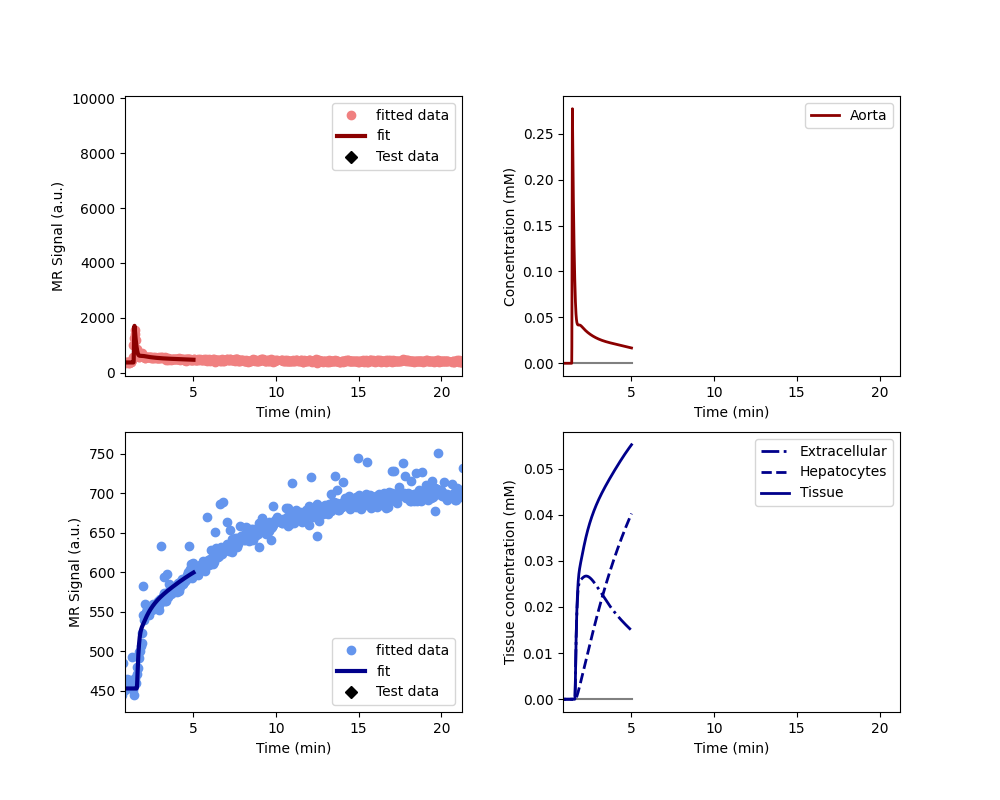 10000
8000
6000
4000
2000
0
MR Signal (a.u.)
fitted data
fit
Test data
5
10
15
20
Time (min)
0.25
0.20
0.15
0.10
0.05
0.00
Concentration (mM)
Aorta
5
10
15
20
Time (min)
750
700
650
600
550
500
450
MR Signal (a.u.)
fitted data
fit
Test data
5
10
15
20
Time (min)
0.05
0.04
0.03
0.02
0.01
0.00
Tissue concentration (mM)
Extracellular
Hepatocytes
Tissue
5
10
15
20
Time (min)